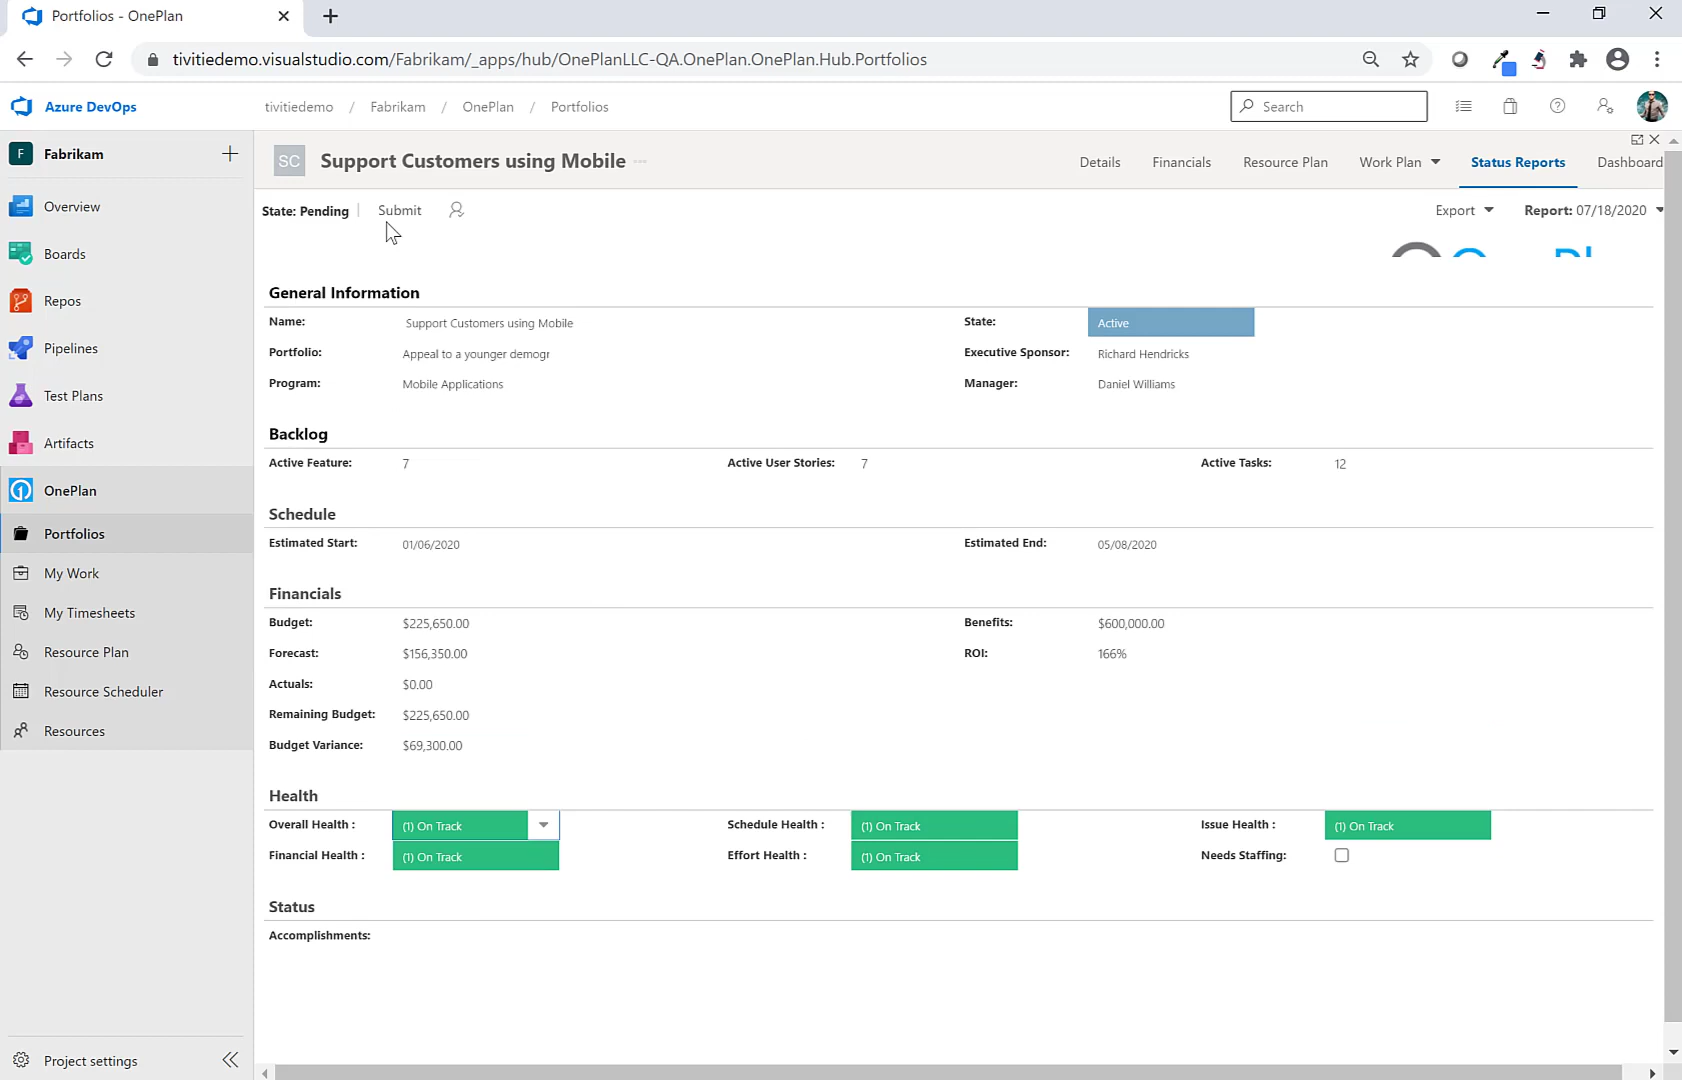 Portfolios - OnePlan
tivitiedemo.visualstudio.com/Fabrikam/_apps/hub/OnePlanLLC-QA.OnePlan.OnePlan.Hub.Portfolios
Azure DevOps
tivitiedemo / Fabrikam / OnePlan / Portfolios
Search
F Fabrikam
Overview
Boards
Repos
Pipelines
Test Plans
Artifacts
OnePlan
Portfolios
My Work
My Timesheets
Resource Plan
Resource Scheduler
Resources
Project settings
SC Support Customers using Mobile
Details Financials Resource Plan Work Plan Status Reports Dashboard
State: Pending Submit Export Report: 07/18/2020
General Information
Name: Support Customers using Mobile State: Active
Portfolio: Appeal to a younger demogr Executive Sponsor: Richard Hendricks
Program: Mobile Applications Manager: Daniel Williams
Backlog
Active Feature: 7 Active User Stories: 7 Active Tasks: 12
Schedule
Estimated Start: 01/06/2020 Estimated End: 05/08/2020
Financials
Budget: $225,650.00 Benefits: $600,000.00
Forecast: $156,350.00 ROI: 166%
Actuals: $0.00
Remaining Budget: $225,650.00
Budget Variance: $69,300.00
Health
Overall Health : (1) On Track Schedule Health : (1) On Track Issue Health : (1) On Track
Financial Health : (1) On Track Effort Health : (1) On Track Needs Staffing:
Status
Accomplishments: